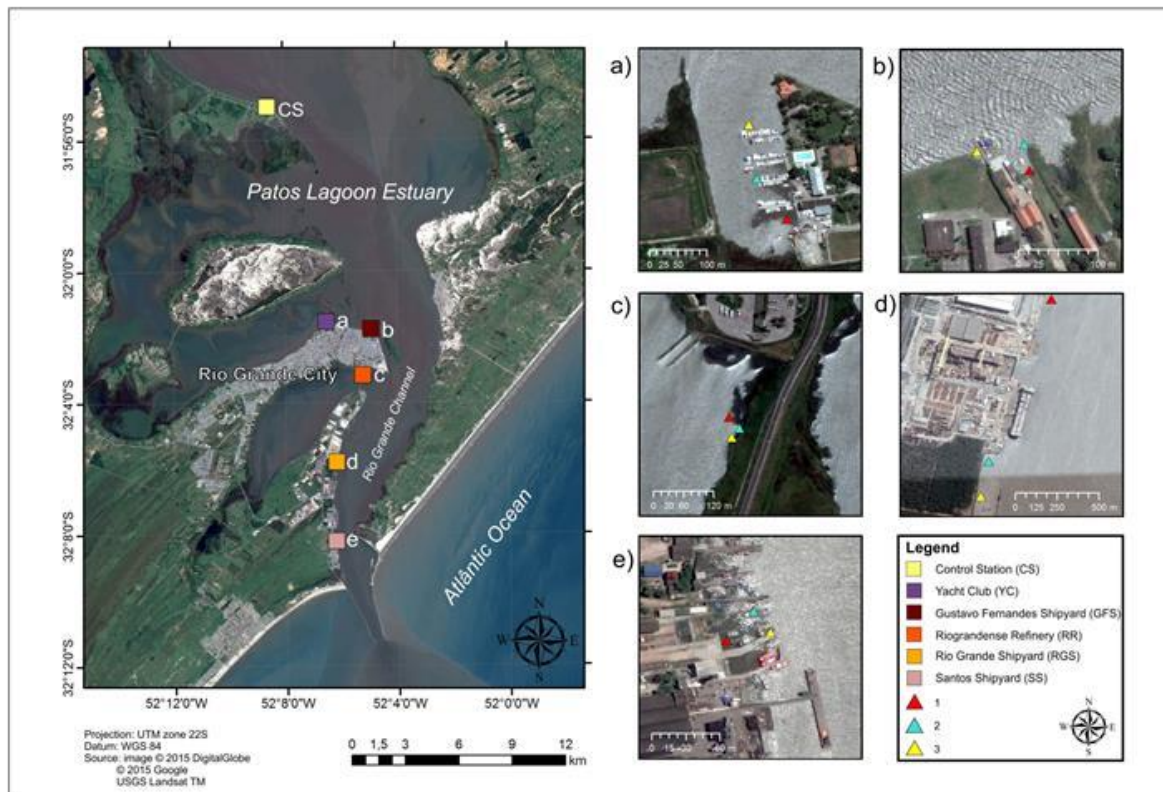 CS
Patos Lagoon Estuary
a
b
Rio Grande City
c
Rio Grande Channel
d
e
Atlântic Ocean
N
W E
S
31°56'0"S
32°0'0"S
32°4'0"S
32°8'0"S
32°12'0"S
52°12'0"W
52°8'0"W
52°4'0"W
52°0'0"W
Projection: UTM zone 22S
Datum: WGS 84
Source: image © 2015 DigitalGlobe
© 2015 Google
USGS Landsat TM
0 1,5 3 6 9 12
km
a)
0 25 50 100 m
b)
0 25 50 100 m
c)
0 30 60 120 m
d)
0 125 250 500 m
e)
0 15 30 60 m
Legend
Control Station (CS)
Yacht Club (YC)
Gustavo Fernandes Shipyard (GFS)
Riograndense Refinery (RR)
Rio Grande Shipyard (RGS)
Santos Shipyard (SS)
1
2
3
N
W E
S